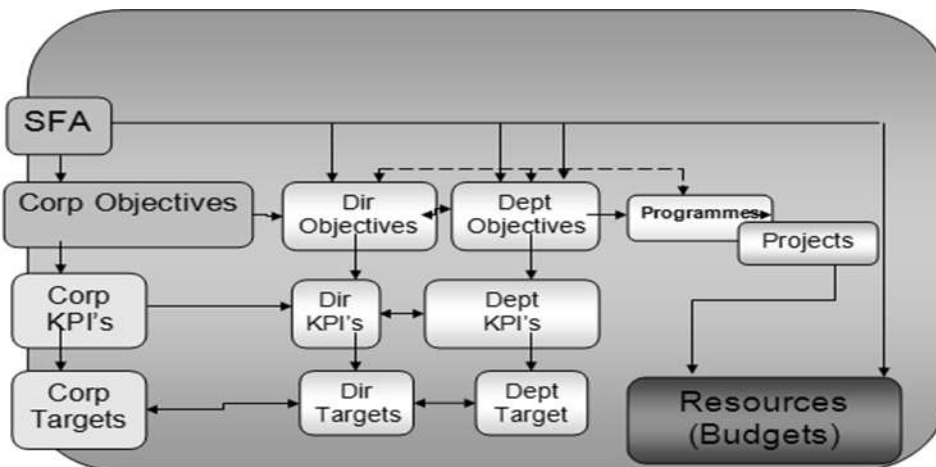 SFA
Corp Objectives
Dir
Objectives
Dept
Objectives
Programmes
Projects
Corp
KPI's
Dir
KPI's
Dept
KPI's
Corp
Targets
Dir
Targets
Dept
Target
Resources
(Budgets)